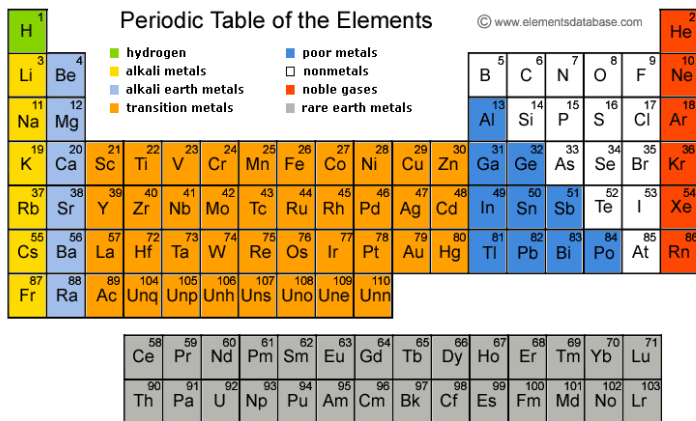 Periodic Table of the Elements
© www.elementsdatabase.com
hydrogen
alkali metals
alkali earth metals
transition metals
poor metals
nonmetals
noble gases
rare earth metals
1 2
H He
3 4 5 6 7 8 9 10
Li Be B C N O F Ne
11 12 13 14 15 16 17 18
Na Mg Al Si P S Cl Ar
19 20 21 22 23 24 25 26 27 28 29 30 31 32 33 34 35 36
K Ca Sc Ti V Cr Mn Fe Co Ni Cu Zn Ga Ge As Se Br Kr
37 38 39 40 41 42 43 44 45 46 47 48 49 50 51 52 53 54
Rb Sr Y Zr Nb Mo Tc Ru Rh Pd Ag Cd In Sn Sb Te I Xe
55 56 57 72 73 74 75 76 77 78 79 80 81 82 83 84 85 86
Cs Ba La Hf Ta W Re Os Ir Pt Au Hg Tl Pb Bi Po At Rn
87 88 89 104 105 106 107 108 109 110
Fr Ra Ac Unq Unp Unh Uns Uno Une Unn
58 59 60 61 62 63 64 65 66 67 68 69 70 71
Ce Pr Nd Pm Sm Eu Gd Tb Dy Ho Er Tm Yb Lu
90 91 92 93 94 95 96 97 98 99 100 101 102 103
Th Pa U Np Pu Am Cm Bk Cf Es Fm Md No Lr